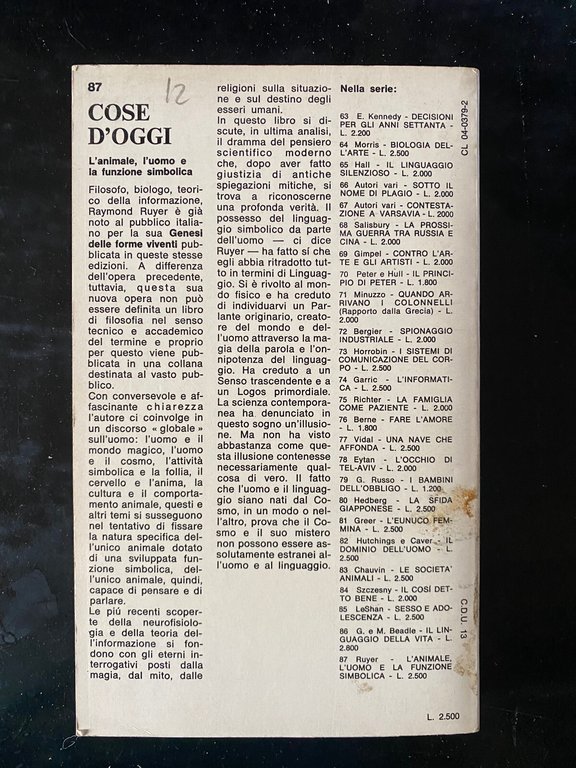 87
12
COSE
D'OGGI
L'animale, l'uomo e
la funzione simbolica
Filosofo, biologo, teori-
co della informazione,
Raymond Ruyer è già
noto al pubblico italia-
no per la sua Genesi
delle forme viventi pub-
blicata in queste stesse
edizioni. A differenza
dell'opera precedente,
tuttavia, questa sua
nuova opera non può
essere definita un libro
di filosofia nel senso
tecnico e accademico
del termine e proprio
per questo viene pub-
blicata in una collana
destinata al vasto pub-
blico.
Con conversevole e af-
fascinante chiarezza
l'autore ci coinvolge in
un discorso « globale »
sull'uomo: l'uomo e il
mondo magico, l'uomo
e il cosmo, l'attività
simbolica e la follia, il
cervello e l'anima, la
cultura e il comporta-
mento animale, questi e
altri temi si susseguono
nel tentativo di fissare
la natura specifica del-
l'unico animale dotato
di una sviluppata fun-
zione simbolica, del-
l'unico animale, quindi,
capace di pensare e di
parlare.
Le più recenti scoper-
te della neurofisiolo-
gia e della teoria del-
l'informazione si fon-
dono con gli eterni in-
terrogativi posti dalla
magia, dal mito, dalle
religioni sulla situazio-
ne e sul destino degli
esseri umani.
In questo libro si di-
scute, in ultima analisi,
il dramma del pensiero
scientifico moderno
che, dopo aver fatto
giustizia di antiche
spiegazioni mitiche, si
trova a riconoscerne
una profonda verità. Il
possesso del linguag-
gio simbolico da parte
dell'uomo — ci dice
Ruyer — ha fatto sí che
egli abbia ritradotto tut-
to in termini di Linguag-
gio. Si è rivolto al mon-
do fisico e ha creduto
di individuarvi un Par-
lante originario, creato-
re del mondo e del-
l'uomo attraverso la ma-
gia della parola e l'on-
nipotenza del linguag-
gio. Ha creduto a un
Senso trascendente e a
un Logos primordiale.
La scienza contempora-
nea ha denunciato in
questo sogno un'illusio-
ne. Ma non ha visto
abbastanza come que-
sta illusione contenesse
necessariamente qual-
cosa di vero. Il fatto
che l'uomo e il linguag-
gio siano nati dal Co-
smo, in un modo o nel-
l'altro, prova che il Co-
smo e il suo mistero
non possono essere as-
solutamente estranei al-
l'uomo e al linguaggio.
Nella serie:
63 E. Kennedy - DECISIONI
PER GLI ANNI SETTANTA -
L. 2.200
64 Morris - BIOLOGIA DEL-
L'ARTE - L. 2.500
65 Hall - IL LINGUAGGIO
SILENZIOSO - L. 2.000
66 Autori vari - SOTTO IL
NOME DI PLAGIO - L. 2.000
67 Autori vari - CONTESTA-
ZIONE A VARSAVIA - L. 2000
68 Salisbury - LA PROSSI-
MA GUERRA TRA RUSSIA E
CINA - L. 2.000
69 Gimpel - CONTRO L'AR-
TE E GLI ARTISTI - L. 2.000
70 Peter e Hull - IL PRINCI-
PIO DI PETER - L. 1.800
71 Minuzzo - QUANDO AR-
RIVANO I COLONNELLI
(Rapporto dalla Grecia) - L.
2.000
72 Bergier - SPIONAGGIO
INDUSTRIALE - L. 2.000
73 Horrobin - I SISTEMI DI
COMUNICAZIONE DEL COR-
PO - L. 2.500
74 Garric - L'INFORMATI-
CA - L. 2.500
75 Richter - LA FAMIGLIA
COME PAZIENTE - L. 2.000
76 Berne - FARE L'AMORE
- L. 1.800
77 Vidal - UNA NAVE CHE
AFFONDA - L. 2.500
78 Eytan - L'OCCHIO DI
TEL-AVIV - L. 2.000
79 G. Russo - I BAMBINI
DELL'OBBLIGO - L. 1.200
80 Hedberg - LA SFIDA
GIAPPONESE - L. 2.500
81 Greer - L'EUNUCO FEM-
MINA - L. 2.500
82 Hutchings e Caver - IL
DOMINIO DELL'UOMO - L.
2.500
83 Chauvin - LE SOCIETA'
ANIMALI - L. 2.500
84 Szczesny - IL COSÍ DET-
TO BENE - L. 2.000
85 LeShan - SESSO E ADO-
LESCENZA - L. 2.500
86 G. e M. Beadle - IL LIN-
GUAGGIO DELLA VITA - L.
2.800
87 Ruyer - L'ANIMALE,
L'UOMO E LA FUNZIONE
SIMBOLICA - L. 2.500
CL 04-0379-2
C.D.U. 13
L. 2.500